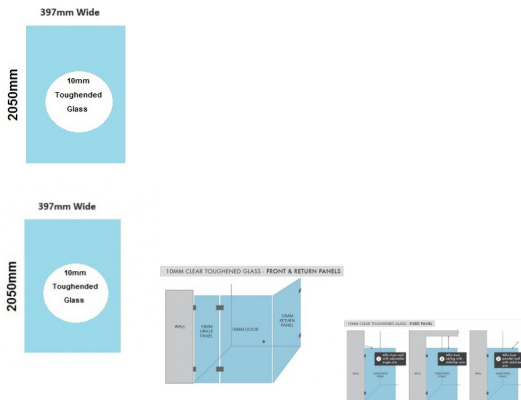 397mm Wide
2050mm
10mm
Toughended
Glass
397mm Wide
2050mm
10mm
Toughended
Glass
10MM CLEAR TOUGHENED GLASS - FRONT & RETURN PANELS
WALL
10MM
HINGE
PANEL
10MM DOOR
10MM
RETURN
PANEL
10MM CLEAR TOUGHENED GLASS - FIXED PANEL
WALL
WALL
WALL